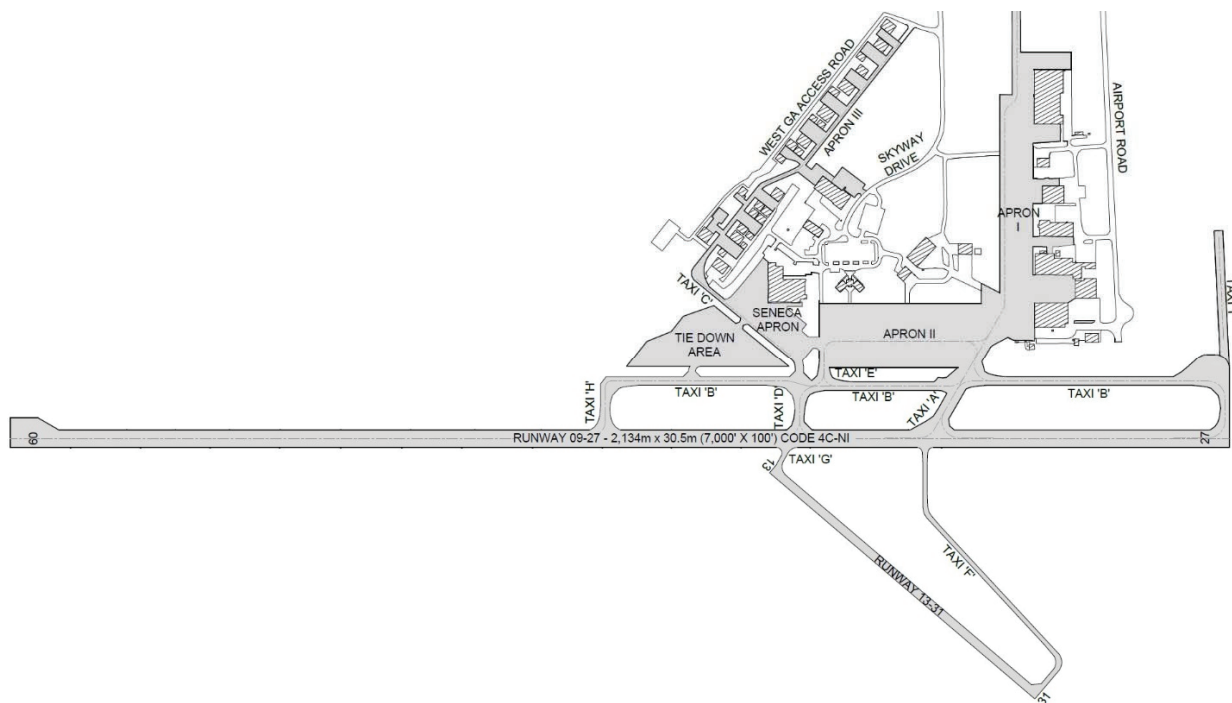 WEST GA ACCESS ROAD
APRON III
SKYWAY
DRIVE
AIRPORT ROAD
APRON
I
TAXI 'C'
SENECA
APRON
APRON II
TIE DOWN
AREA
TAXI 'E'
TAXI 'H'
TAXI 'B'
TAXI 'D'
TAXI 'B'
TAXI 'A'
TAXI 'B'
09
RUNWAY 09-27 - 2,134m x 30.5m (7,000' X 100') CODE 4C-NI
27
13
TAXI 'G'
RUNWAY 13-31
TAXI 'F'
31